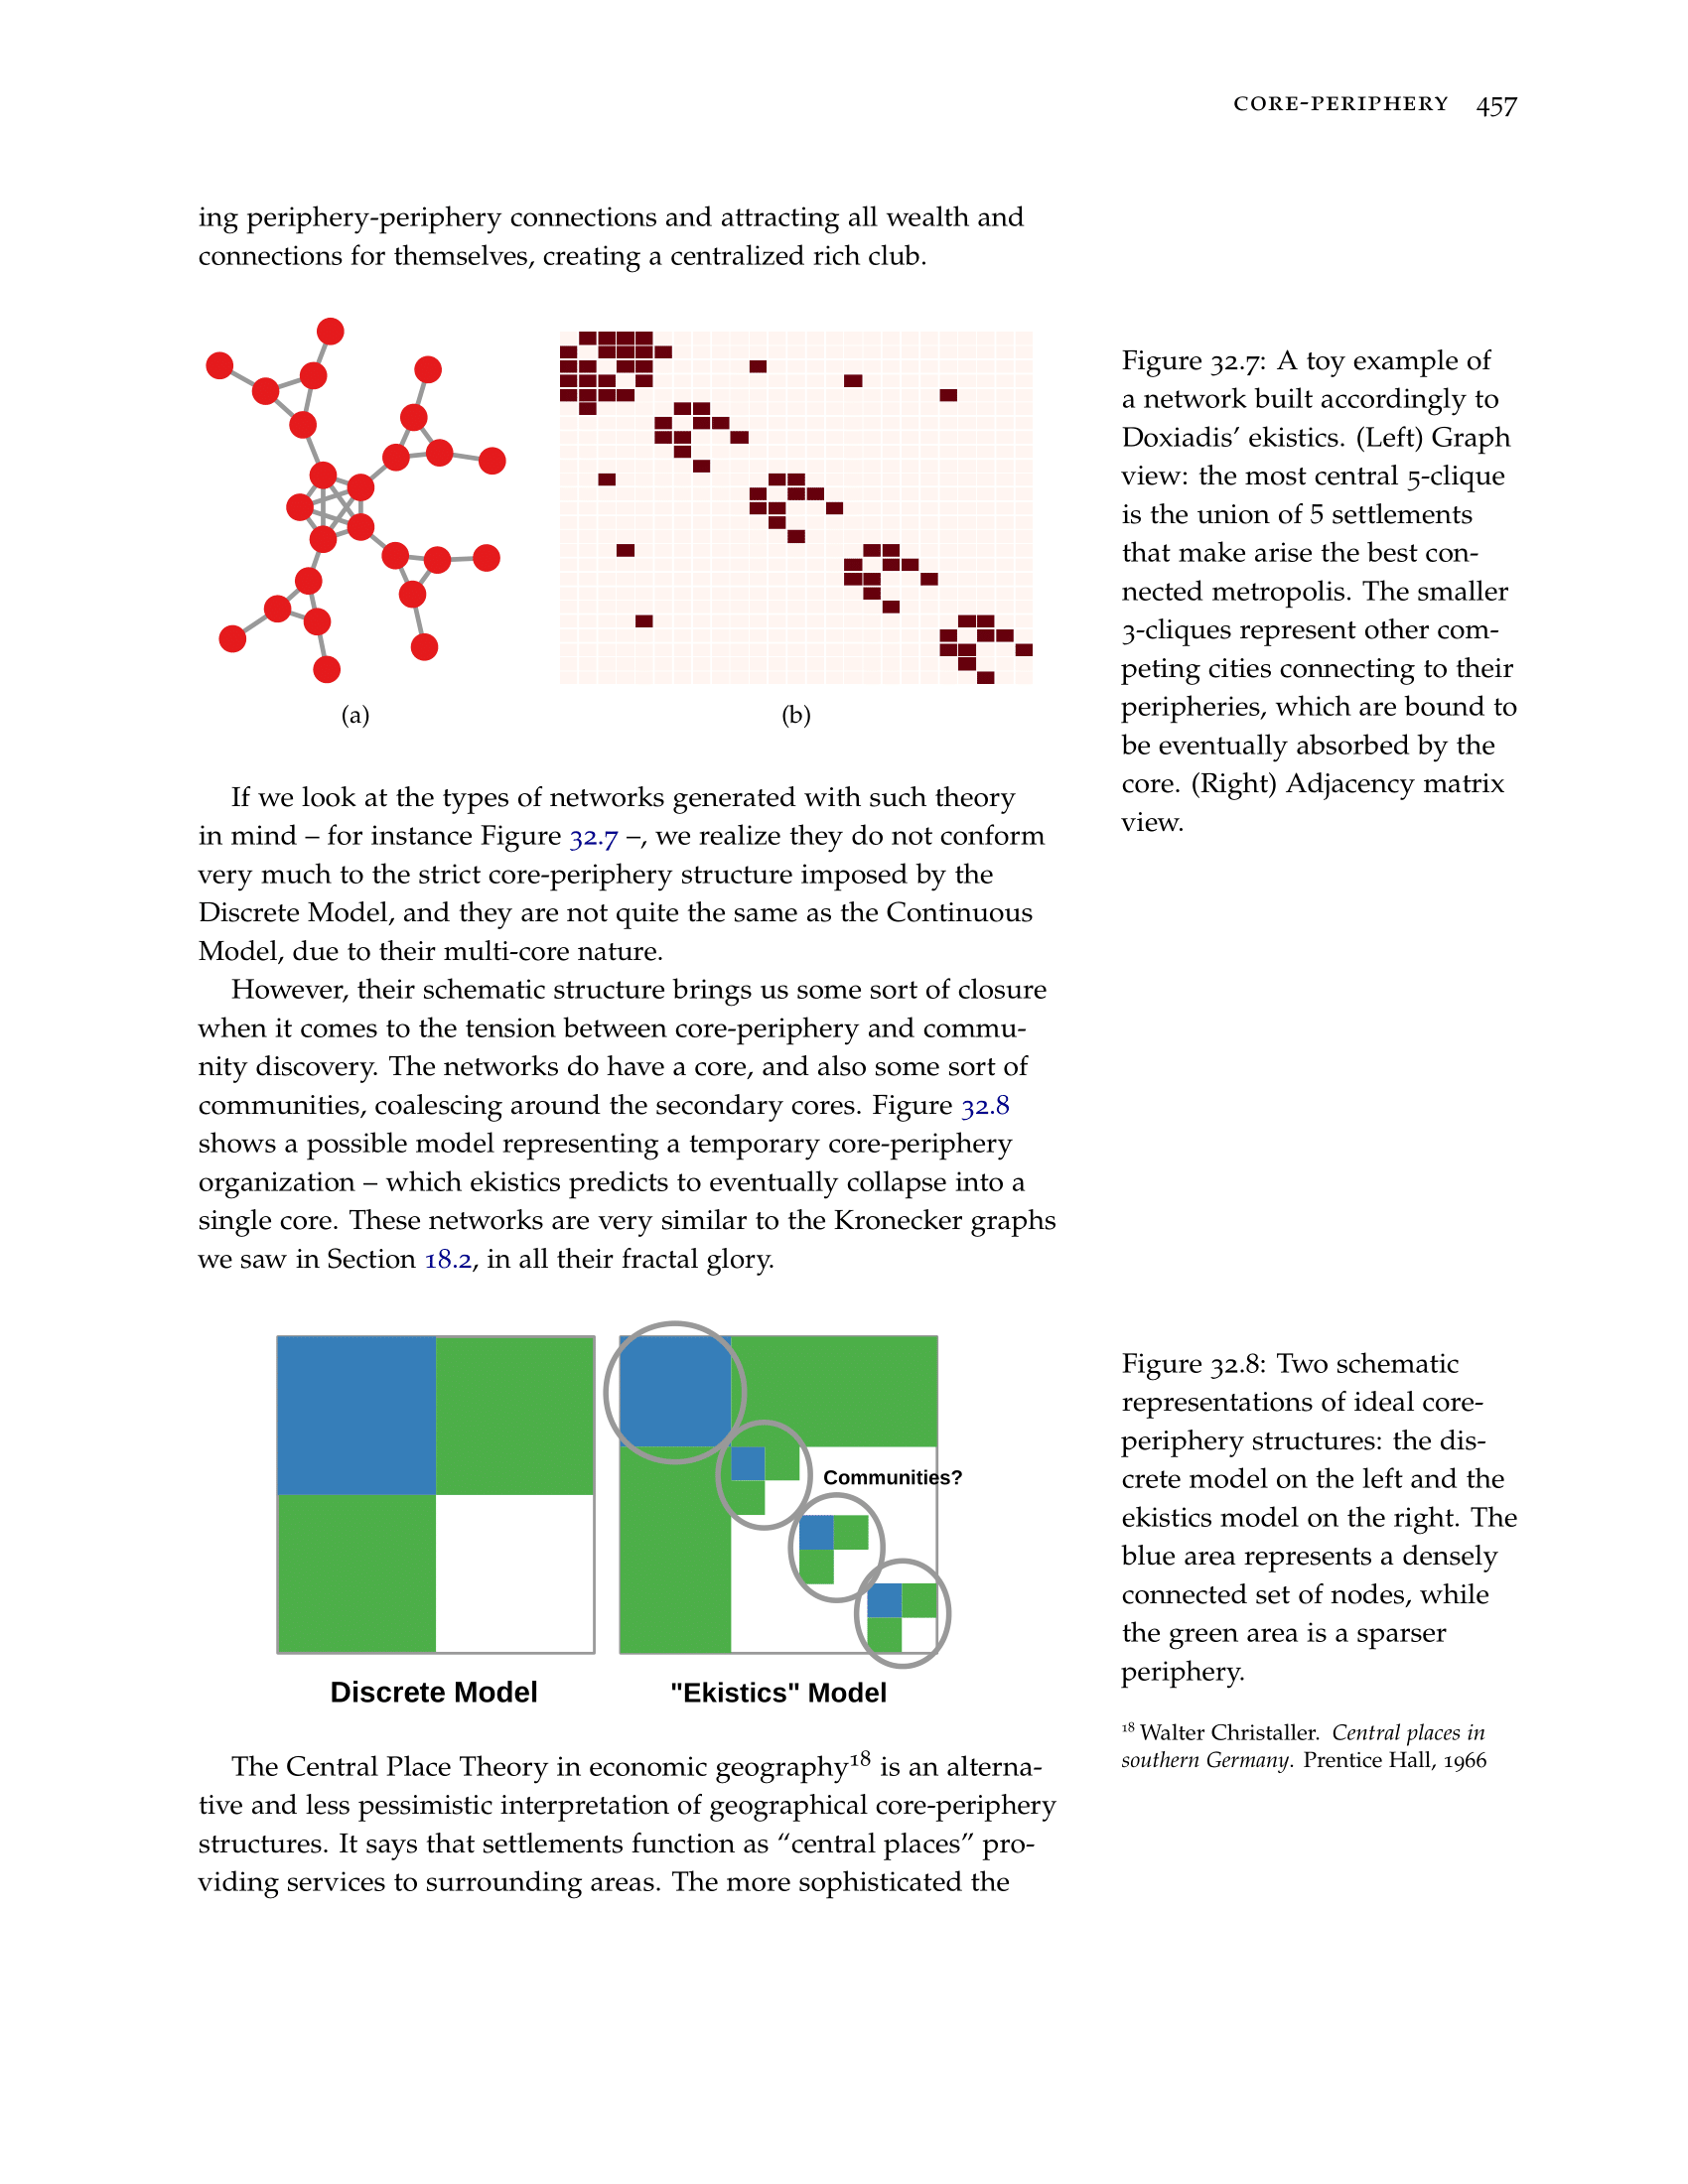 CORE-PERIPHERY 457
ing periphery-periphery connections and attracting all wealth and
connections for themselves, creating a centralized rich club.
(a)
(b)
Figure 32.7: A toy example of
a network built accordingly to
Doxiadis’ ekistics. (Left) Graph
view: the most central 5-clique
is the union of 5 settlements
that make arise the best con-
nected metropolis. The smaller
3-cliques represent other com-
peting cities connecting to their
peripheries, which are bound to
be eventually absorbed by the
core. (Right) Adjacency matrix
view.
If we look at the types of networks generated with such theory
in mind – for instance Figure 32.7 –, we realize they do not conform
very much to the strict core-periphery structure imposed by the
Discrete Model, and they are not quite the same as the Continuous
Model, due to their multi-core nature.
However, their schematic structure brings us some sort of closure
when it comes to the tension between core-periphery and commu-
nity discovery. The networks do have a core, and also some sort of
communities, coalescing around the secondary cores. Figure 32.8
shows a possible model representing a temporary core-periphery
organization – which ekistics predicts to eventually collapse into a
single core. These networks are very similar to the Kronecker graphs
we saw in Section 18.2, in all their fractal glory.
Communities?
Discrete Model
"Ekistics" Model
Figure 32.8: Two schematic
representations of ideal core-
periphery structures: the dis-
crete model on the left and the
ekistics model on the right. The
blue area represents a densely
connected set of nodes, while
the green area is a sparser
periphery.
18 Walter Christaller. Central places in
southern Germany. Prentice Hall, 1966
The Central Place Theory in economic geography18 is an alterna-
tive and less pessimistic interpretation of geographical core-periphery
structures. It says that settlements function as “central places” pro-
viding services to surrounding areas. The more sophisticated the